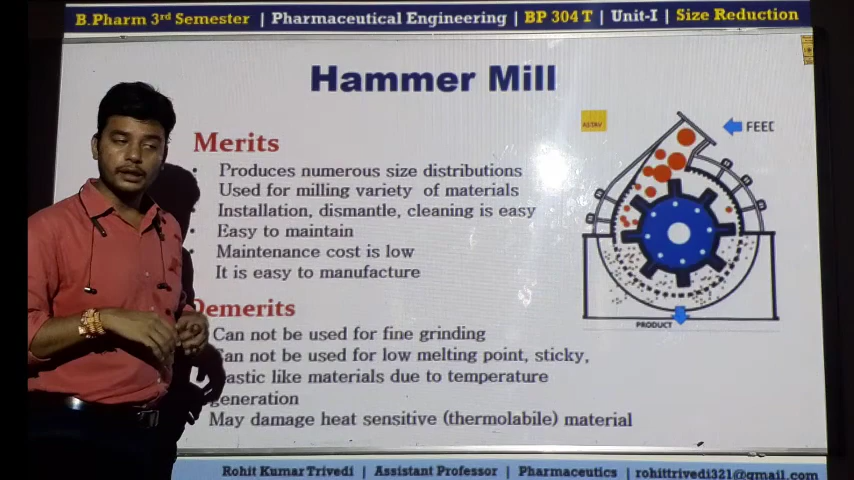 B.Pharm 3rd Semester | Pharmaceutical Engineering | BP 304 T | Unit-I | Size Reduction
Hammer Mill
Merits
Produces numerous size distributions
Used for milling variety of materials
Installation, dismantle, cleaning is easy
Easy to maintain
Maintenance cost is low
It is easy to manufacture
FEED
PRODUCT
Demerits
Can not be used for fine grinding
Can not be used for low melting point, sticky,
like materials due to temperature
generation
May damage heat sensitive (thermolabile) material
Rohit Kumar Trivedi | Assistant Professor | Pharmaceutics | rohittrivedi321@gmail.com